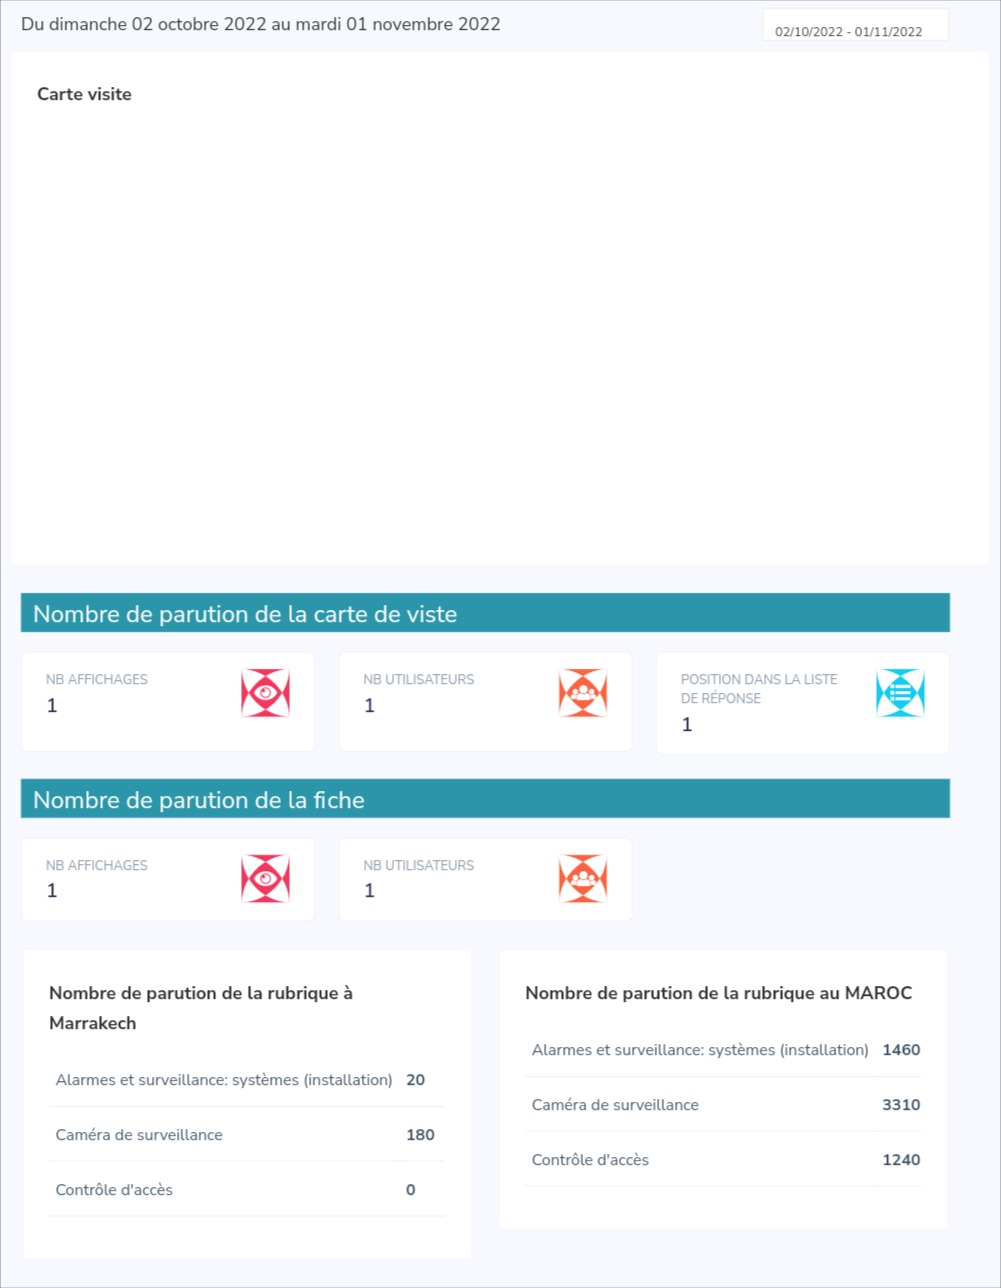 Du dimanche 02 octobre 2022 au mardi 01 novembre 2022
02/10/2022 - 01/11/2022
Carte visite
Nombre de parution de la carte de viste
NB AFFICHAGES
1
NB UTILISATEURS
1
POSITION DANS LA LISTE
DE RÉPONSE
1
Nombre de parution de la fiche
NB AFFICHAGES
1
NB UTILISATEURS
1
Nombre de parution de la rubrique à
Marrakech
Alarmes et surveillance: systèmes (installation) 20
Caméra de surveillance 180
Contrôle d'accès 0
Nombre de parution de la rubrique au MAROC
Alarmes et surveillance: systèmes (installation) 1460
Caméra de surveillance 3310
Contrôle d'accès 1240